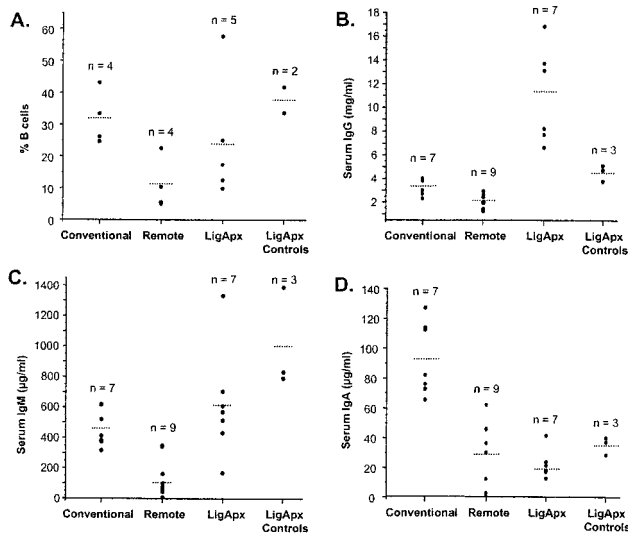 A.
% B cells
60
50
40
30
20
10
0
n = 4
n = 4
n = 5
n = 2
Conventional
Remote
LigApx
LigApx
Controls
B.
Serum IgG (mg/ml)
18
16
14
12
10
8
6
4
2
n = 7
n = 9
n = 7
n = 3
Conventional
Remote
LigApx
LigApx
Controls
C.
Serum IgM (µg/ml)
1400
1200
1000
800
600
400
200
0
n = 7
n = 9
n = 7
n = 3
Conventional
Remote
LigApx
LigApx
Controls
D.
Serum IgA (µg/ml)
140
120
100
80
60
40
20
0
n = 7
n = 9
n = 7
n = 3
Conventional
Remote
LigApx
LigApx
Controls